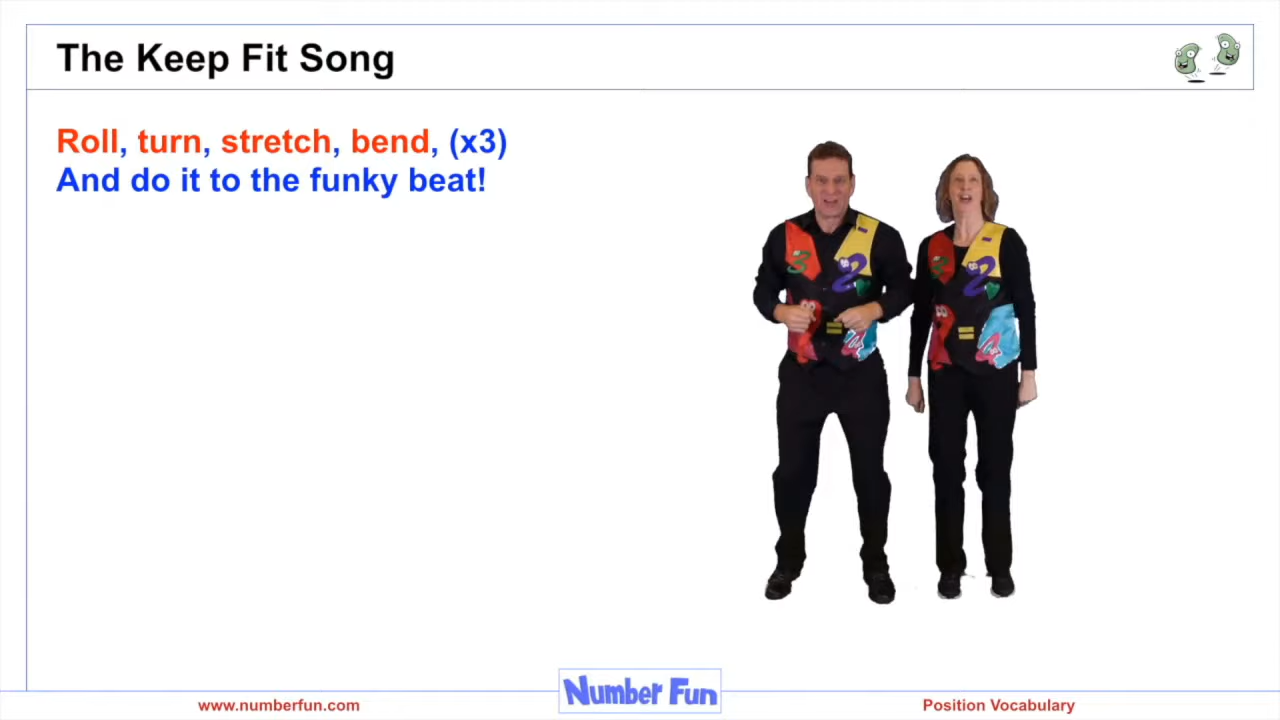 The Keep Fit Song
Roll, turn, stretch, bend, (x3)
And do it to the funky beat!
www.numberfun.com
Number Fun
Position Vocabulary